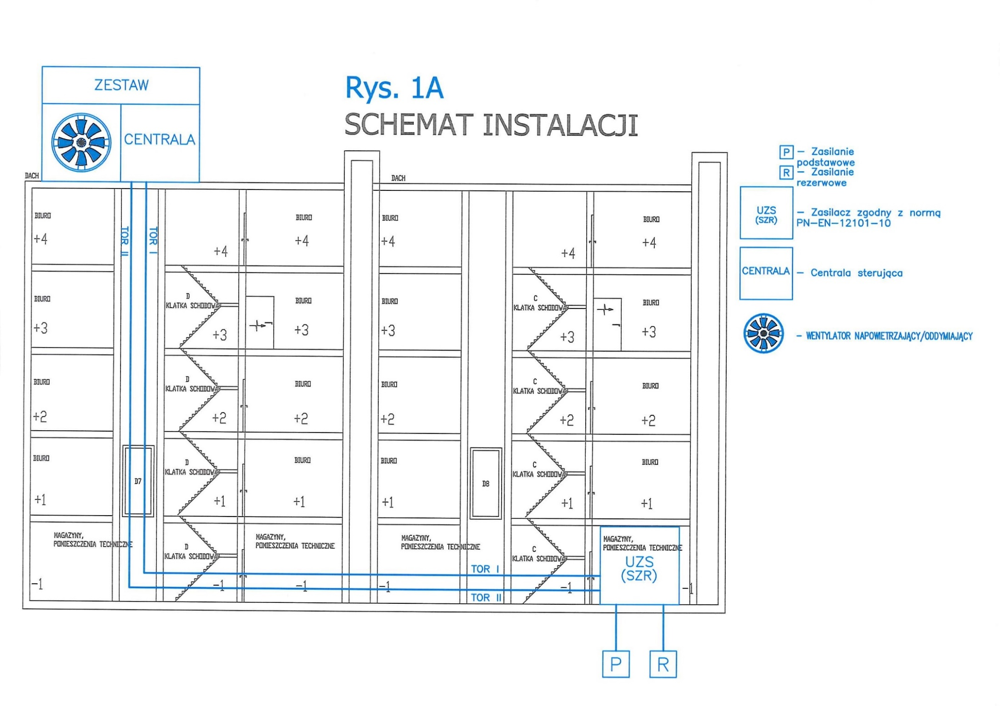 ZESTAW
CENTRALA
Rys. 1A
SCHEMAT INSTALACJI
P – Zasilanie
podstawowe
R – Zasilanie
rezerwowe
UZS
(SZR)
– Zasilacz zgodny z normą
PN-EN-12101-10
CENTRALA – Centrala sterująca
– WENTYLATOR NAPOWIETRZAJĄCY/ODDYMIAJĄCY
DACH
DACH
BIURO
BIURO
BIURO
BIURO
TOR II
TOR I
+4
+4
+4
+4
+4
+4
BIURO
D
KLATKA SCHODOWA
BIURO
BIURO
C
KLATKA SCHODOWA
BIURO
+3
+3
+3
+3
+3
+3
BIURO
D
KLATKA SCHODOWA
BIURO
BIURO
C
KLATKA SCHODOWA
BIURO
+2
+2
+2
+2
+2
+2
BIURO
D
KLATKA SCHODOWA
BIURO
BIURO
C
KLATKA SCHODOWA
BIURO
D7
D8
+1
+1
+1
+1
+1
+1
MAGAZYNY,
POMIESZCZENIA TECHNICZNE
D
KLATKA SCHODOWA
MAGAZYNY,
POMIESZCZENIA TECHNICZNE
MAGAZYNY,
POMIESZCZENIA TECHNICZNE
C
KLATKA SCHODOWA
MAGAZYNY,
POMIESZCZENIA TECHNICZNE
UZS
(SZR)
TOR I
-1
-1
-1
-1
-1
-1
TOR II
P
R